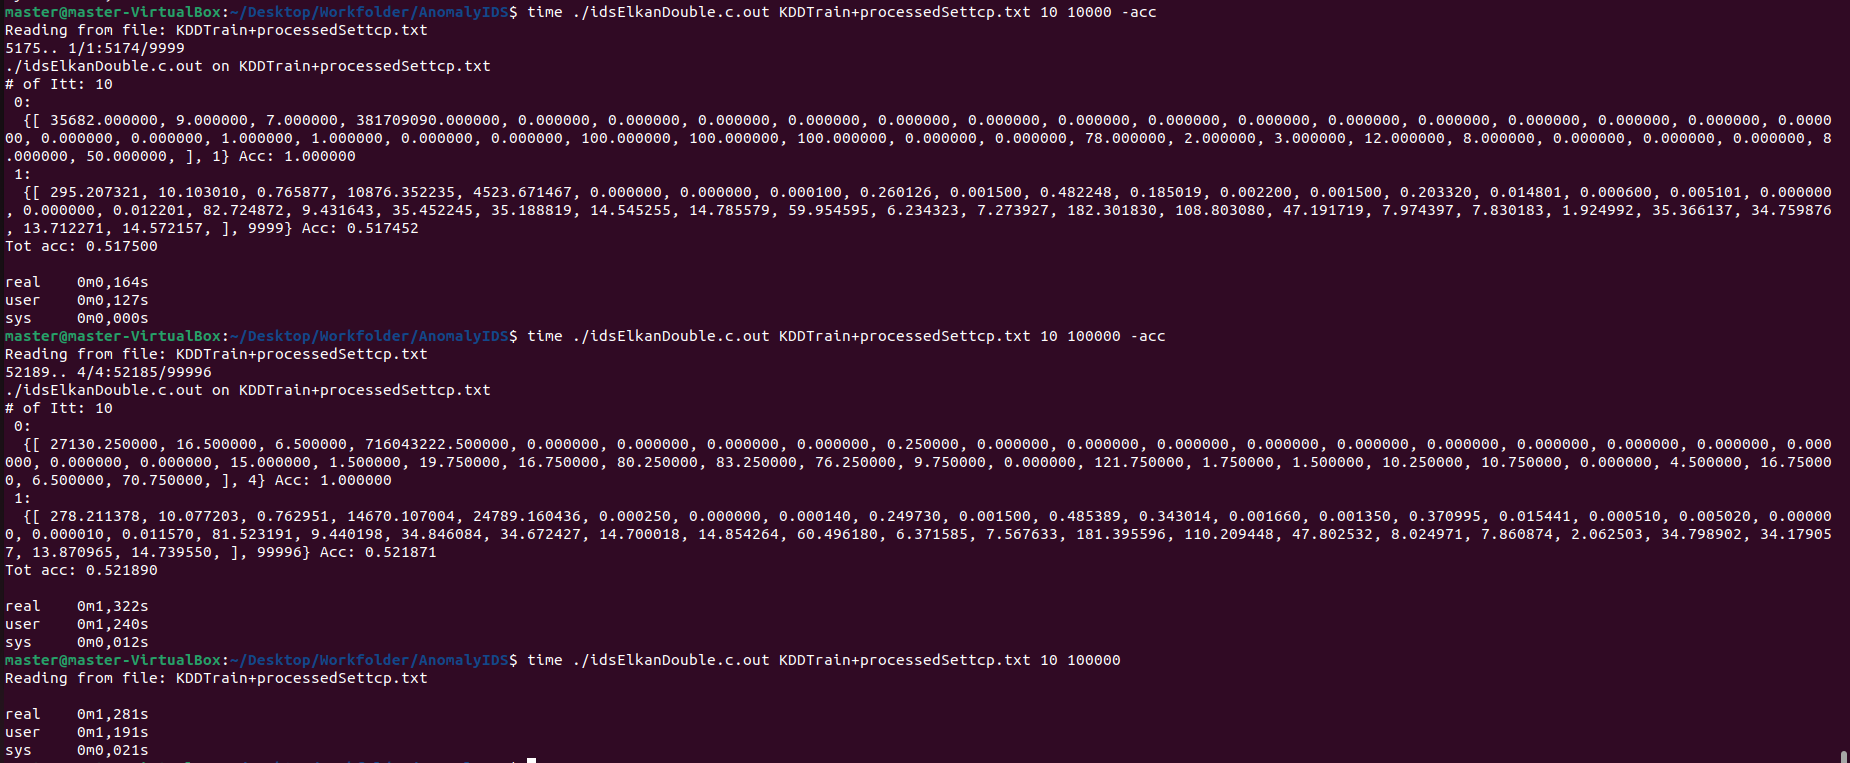 master@master-VirtualBox:~/Desktop/Workfolder/AnomalyIDS$ time ./idsElkanDouble.c.out KDDTrain+processedSettcp.txt 10 10000 -acc
Reading from file: KDDTrain+processedSettcp.txt
5175.. 1/1:5174/9999
./idsElkanDouble.c.out on KDDTrain+processedSettcp.txt
# of Itt: 10
 0:
  {[ 35682.000000, 9.000000, 7.000000, 381709090.000000, 0.000000, 0.000000, 0.000000, 0.000000, 0.000000, 0.000000, 0.000000, 0.000000, 0.000000, 0.000000, 0.000000, 0.000000, 0.000000, 0.000000, 0.0000
00, 0.000000, 0.000000, 1.000000, 1.000000, 0.000000, 0.000000, 100.000000, 100.000000, 100.000000, 0.000000, 0.000000, 78.000000, 2.000000, 3.000000, 12.000000, 8.000000, 0.000000, 0.000000, 0.000000, 8
.000000, 50.000000, ], 1} Acc: 1.000000
 1:
  {[ 295.207321, 10.103010, 0.765877, 10876.352235, 4523.671467, 0.000000, 0.000000, 0.000100, 0.260126, 0.001500, 0.482248, 0.185019, 0.002200, 0.001500, 0.203320, 0.014801, 0.000600, 0.005101, 0.000000
, 0.000000, 0.012201, 82.724872, 9.431643, 35.452245, 35.188819, 14.545255, 14.785579, 59.954595, 6.234323, 7.273927, 182.301830, 108.803080, 47.191719, 7.974397, 7.830183, 1.924992, 35.366137, 34.759876
, 13.712271, 14.572157, ], 9999} Acc: 0.517452
Tot acc: 0.517500
real    0m0,164s
user    0m0,127s
sys     0m0,000s
master@master-VirtualBox:~/Desktop/Workfolder/AnomalyIDS$ time ./idsElkanDouble.c.out KDDTrain+processedSettcp.txt 10 100000 -acc
Reading from file: KDDTrain+processedSettcp.txt
52189.. 4/4:52185/99996
./idsElkanDouble.c.out on KDDTrain+processedSettcp.txt
# of Itt: 10
 0:
  {[ 27130.250000, 16.500000, 6.500000, 716043222.500000, 0.000000, 0.000000, 0.000000, 0.000000, 0.250000, 0.000000, 0.000000, 0.000000, 0.000000, 0.000000, 0.000000, 0.000000, 0.000000, 0.000000, 0.000
000, 0.000000, 0.000000, 15.000000, 1.500000, 19.750000, 16.750000, 80.250000, 83.250000, 76.250000, 9.750000, 0.000000, 121.750000, 1.750000, 1.500000, 10.250000, 10.750000, 0.000000, 4.500000, 16.75000
0, 6.500000, 70.750000, ], 4} Acc: 1.000000
 1:
  {[ 278.211378, 10.077203, 0.762951, 14670.107004, 24789.160436, 0.000250, 0.000000, 0.000140, 0.249730, 0.001500, 0.485389, 0.343014, 0.001660, 0.001350, 0.370995, 0.015441, 0.000510, 0.005020, 0.00000
0, 0.000010, 0.011570, 81.523191, 9.440198, 34.846084, 34.672427, 14.700018, 14.854264, 60.496180, 6.371585, 7.567633, 181.395596, 110.209448, 47.802532, 8.024971, 7.860874, 2.062503, 34.798902, 34.17905
7, 13.870965, 14.739550, ], 99996} Acc: 0.521871
Tot acc: 0.521890
real    0m1,322s
user    0m1,240s
sys     0m0,012s
master@master-VirtualBox:~/Desktop/Workfolder/AnomalyIDS$ time ./idsElkanDouble.c.out KDDTrain+processedSettcp.txt 10 100000
Reading from file: KDDTrain+processedSettcp.txt
real    0m1,281s
user    0m1,191s
sys     0m0,021s